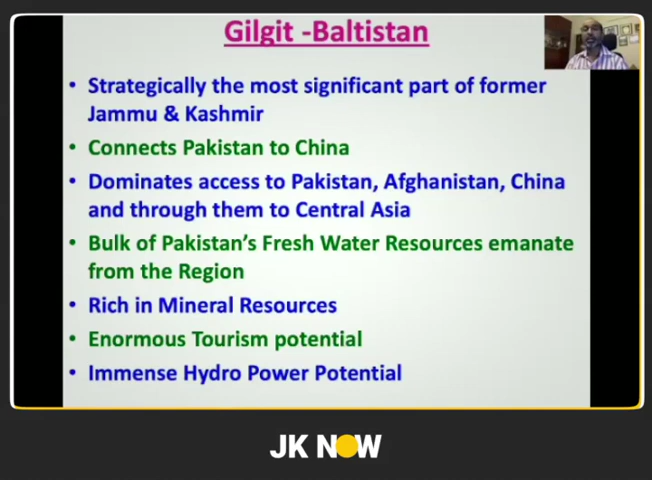 Gilgit -Baltistan
• Strategically the most significant part of former
Jammu & Kashmir
• Connects Pakistan to China
• Dominates access to Pakistan, Afghanistan, China
and through them to Central Asia
• Bulk of Pakistan's Fresh Water Resources emanate
from the Region
• Rich in Mineral Resources
• Enormous Tourism potential
• Immense Hydro Power Potential
JK NOW